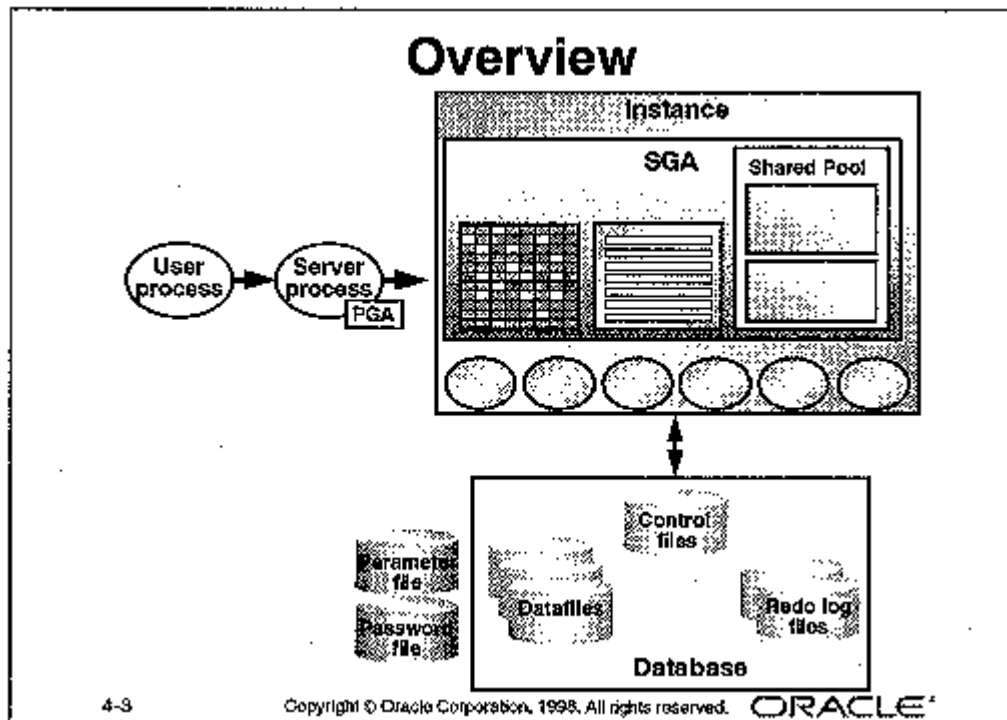 Overview
Instance
SGA
Shared Pool
User
process
Server
process
PGA
Control
files
Parameter
file
Datafiles
Redo log
files
Password
file
Database
4-3
Copyright © Oracle Corporation, 1998. All rights reserved.
ORACLE